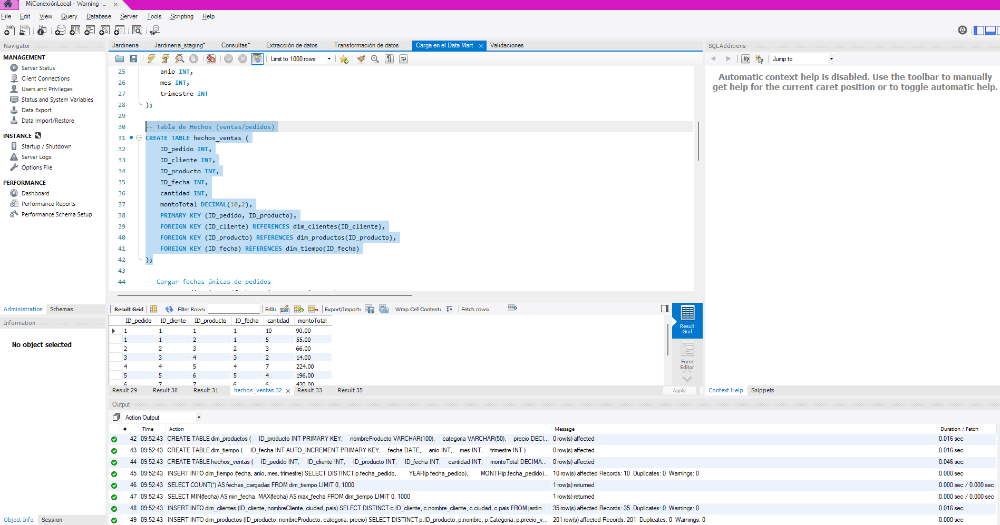 MiConexiónLocal - Warning -...
File Edit View Query Database Server Tools Scripting Help
Navigator
MANAGEMENT
Server Status
Client Connections
Users and Privileges
Status and System Variables
Data Export
Data Import/Restore
INSTANCE
Startup / Shutdown
Server Logs
Options File
PERFORMANCE
Dashboard
Performance Reports
Performance Schema Setup
Administration Schemas
Information
No object selected
Object Info Session
Jardineria Jardineria_staging* Consultas* Extracción de datos Transformación de datos Carga en el Data Mart Validaciones
Limit to 1000 rows
25 anio INT,
26 mes INT,
27 trimestre INT
28 );
29
30 -- Tabla de Hechos (ventas/pedidos)
31 CREATE TABLE hechos_ventas (
32 ID_pedido INT,
33 ID_cliente INT,
34 ID_producto INT,
35 ID_fecha INT,
36 cantidad INT,
37 montoTotal DECIMAL(10,2),
38 PRIMARY KEY (ID_pedido, ID_producto),
39 FOREIGN KEY (ID_cliente) REFERENCES dim_clientes(ID_cliente),
40 FOREIGN KEY (ID_producto) REFERENCES dim_productos(ID_producto),
41 FOREIGN KEY (ID_fecha) REFERENCES dim_tiempo(ID_fecha)
42 );
43
44 -- Cargar fechas únicas de pedidos
Result Grid Filter Rows: Edit: Export/Import: Wrap Cell Content: Fetch rows:
ID_pedido ID_cliente ID_producto ID_fecha cantidad montoTotal
1 1 1 1 10 90.00
1 1 2 1 5 55.00
2 2 3 2 3 66.00
3 3 4 3 2 14.00
4 4 5 4 7 224.00
5 5 6 5 4 196.00
6 7 7 6 6 420.00
Result Grid
Form Editor
Result 29 Result 30 Result 31 hechos_ventas 32 Result 33 Result 35 Apply
SQLAdditions
Jump to
Automatic context help is disabled. Use the toolbar to manually
get help for the current caret position or to toggle automatic help.
Context Help Snippets
Output
Action Output
# Time Action Message Duration / Fetch
42 09:52:43 CREATE TABLE dim_productos ( ID_producto INT PRIMARY KEY, nombreProducto VARCHAR(100), categoria VARCHAR(50), precio DECI... 0 row(s) affected 0.016 sec
43 09:52:43 CREATE TABLE dim_tiempo ( ID_fecha INT AUTO_INCREMENT PRIMARY KEY, fecha DATE, anio INT, mes INT, trimestre INT ) 0 row(s) affected 0.016 sec
44 09:52:43 CREATE TABLE hechos_ventas ( ID_pedido INT, ID_cliente INT, ID_producto INT, ID_fecha INT, cantidad INT, montoTotal DECIMA... 0 row(s) affected 0.046 sec
45 09:52:43 INSERT INTO dim_tiempo (fecha, anio, mes, trimestre) SELECT DISTINCT p.fecha_pedido, YEAR(p.fecha_pedido), MONTH(p.fecha_pedido)... 10 row(s) affected Records: 10 Duplicates: 0 Warnings: 0 0.000 sec
46 09:52:43 SELECT COUNT(*) AS fechas_cargadas FROM dim_tiempo LIMIT 0, 1000 1 row(s) returned 0.000 sec / 0.000 sec
47 09:52:43 SELECT MIN(fecha) AS min_fecha, MAX(fecha) AS max_fecha FROM dim_tiempo LIMIT 0, 1000 1 row(s) returned 0.000 sec / 0.000 sec
48 09:52:43 INSERT INTO dim_clientes (ID_cliente, nombreCliente, ciudad, pais) SELECT DISTINCT c.ID_cliente, c.nombre_cliente, c.ciudad, c.pais FROM jardin... 35 row(s) affected Records: 35 Duplicates: 0 Warnings: 0 0.016 sec
49 09:52:43 INSERT INTO dim_productos (ID_producto, nombreProducto, categoria, precio) SELECT DISTINCT p.ID_producto, p.nombre, p.Categoria, p.precio_v... 201 row(s) affected Records: 201 Duplicates: 0 Warnings: 0 0.000 sec